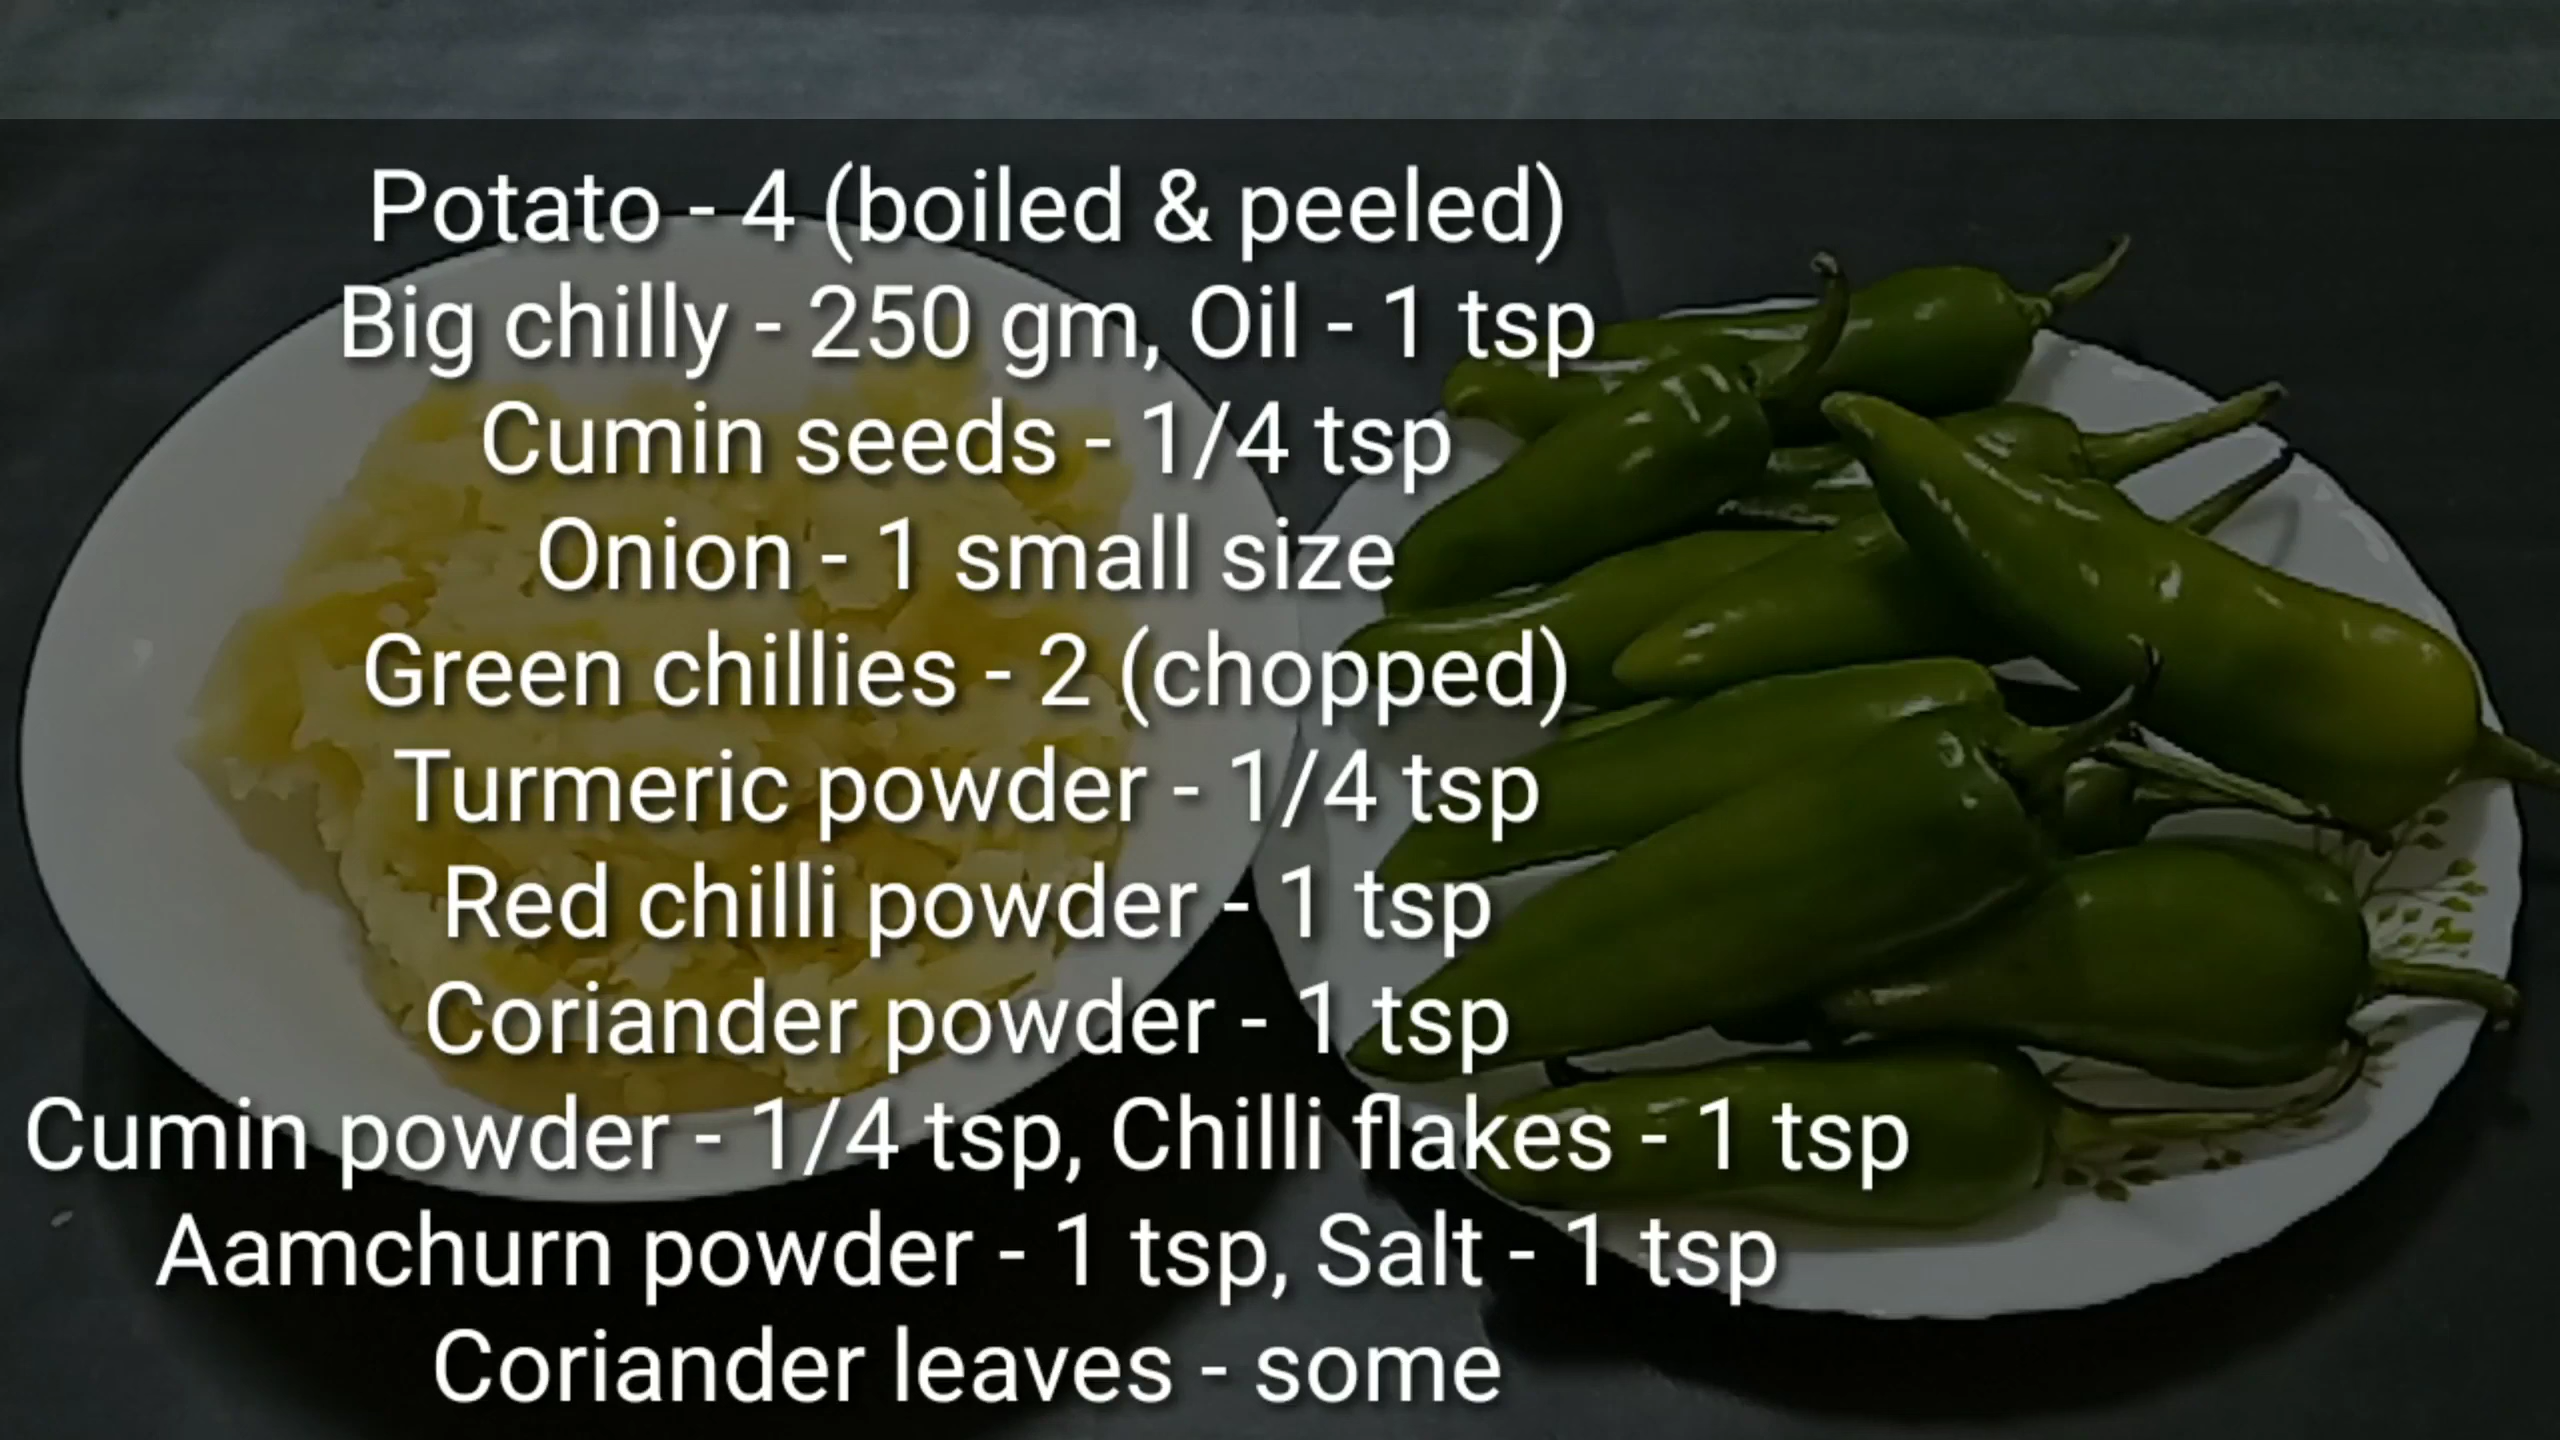 Potato - 4 (boiled & peeled)
Big chilly - 250 gm, Oil - 1 tsp
Cumin seeds - 1/4 tsp
Onion - 1 small size
Green chillies - 2 (chopped)
Turmeric powder - 1/4 tsp
Red chilli powder - 1 tsp
Coriander powder - 1 tsp
Cumin powder - 1/4 tsp, Chilli flakes - 1 tsp
Aamchurn powder - 1 tsp, Salt - 1 tsp
Coriander leaves - some